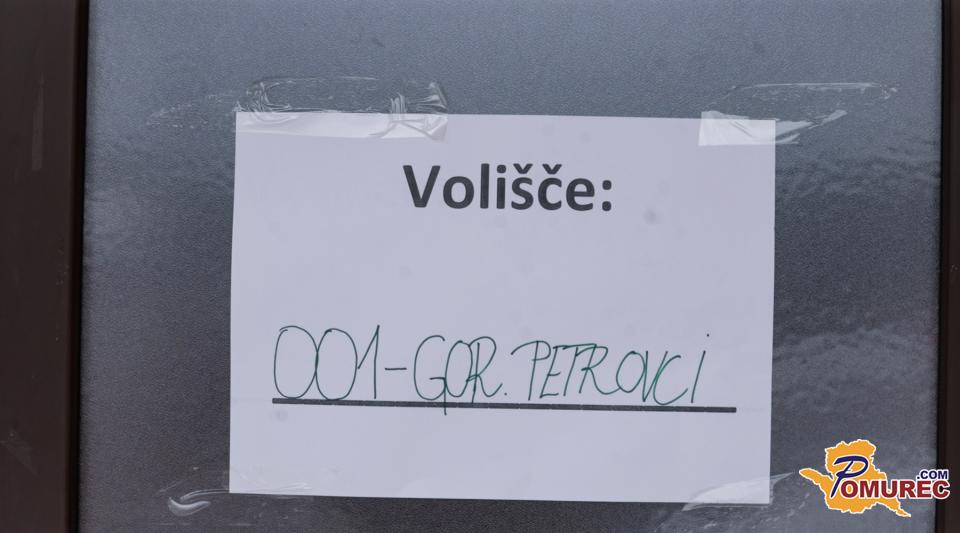 Volišče:
001-GOR. PETROVCI
POMUREC.COM